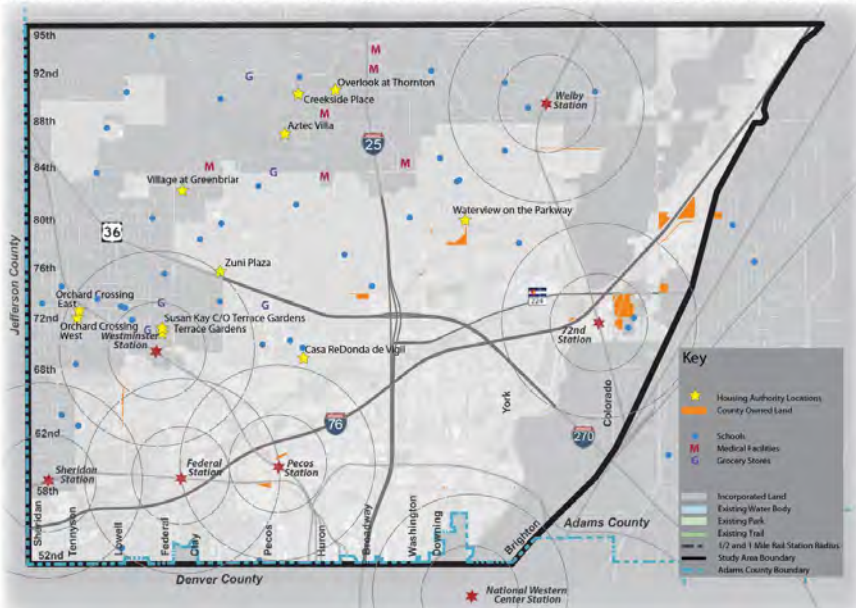 95th
92nd
88th
84th
80th
76th
72nd
68th
62nd
58th
52nd
Jefferson County
M
M
G
Overlook at Thornton
Creekside Place
M
Aztec Villa
INTERSTATE
25
Welby
Station
M
G
M
M
Village at Greenbriar
Waterview on the Parkway
36
Zuni Plaza
Orchard Crossing
East
Orchard Crossing
West
G
G
G
Susan Kay C/O Terrace Gardens
Terrace Gardens
Westminster
Station
Casa ReDonda de Vigil
224
72nd
Station
76
270
Sheridan
Station
Federal
Station
Pecos
Station
Sheridan
Tennyson
Lowell
Federal
Clay
Pecos
Huron
Broadway
Washington
Downing
York
Colorado
Brighton
Adams County
Denver County
National Western
Center Station
Key
Housing Authority Locations
County Owned Land
Schools
M
Medical Facilities
G
Grocery Stores
Incorporated Land
Existing Water Body
Existing Park
Existing Trail
1/2 and 1 Mile Rail Station Radius
Study Area Boundary
Adams County Boundary